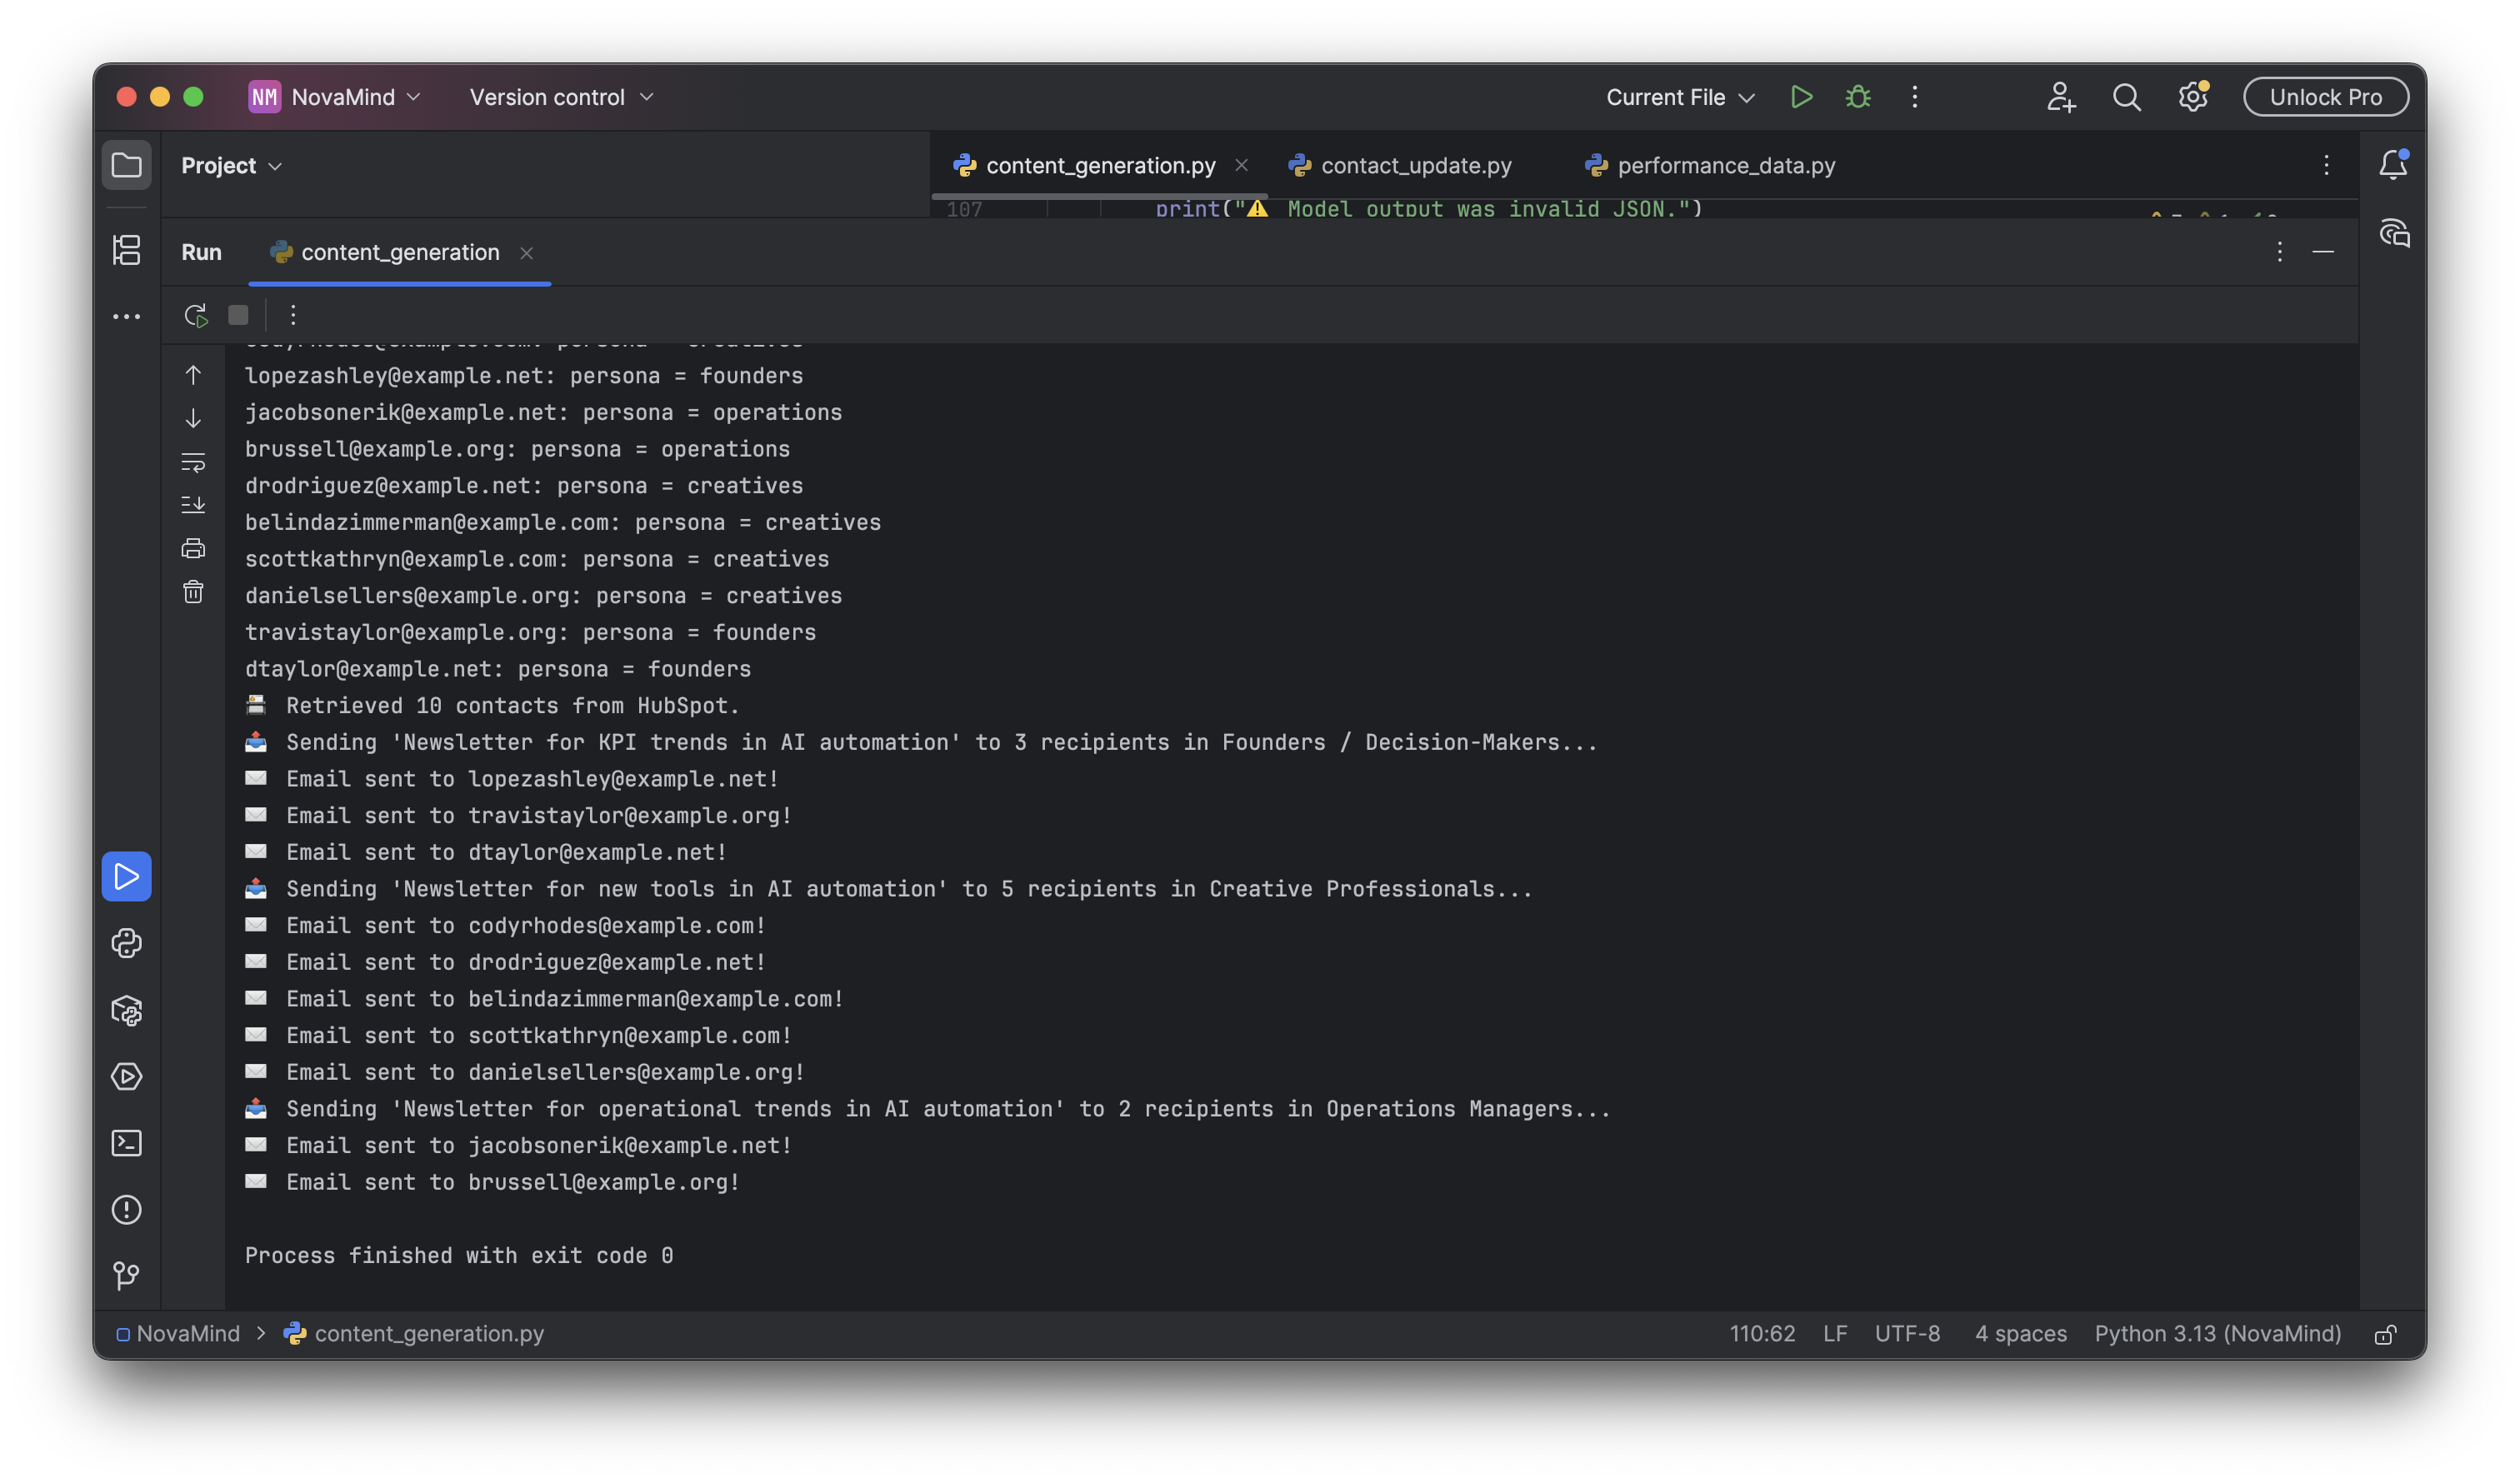 NM NovaMind Version control Current File Unlock Pro
Project content_generation.py contact_update.py performance_data.py
107 print("⚠️ Model output was invalid JSON.")
Run content_generation
lopezashley@example.net: persona = founders
jacobsonerik@example.net: persona = operations
brussell@example.org: persona = operations
drodriguez@example.net: persona = creatives
belindazimmerman@example.com: persona = creatives
scottkathryn@example.com: persona = creatives
danielsellers@example.org: persona = creatives
travistaylor@example.org: persona = founders
dtaylor@example.net: persona = founders
📇 Retrieved 10 contacts from HubSpot.
📤 Sending 'Newsletter for KPI trends in AI automation' to 3 recipients in Founders / Decision-Makers...
✉️ Email sent to lopezashley@example.net!
✉️ Email sent to travistaylor@example.org!
✉️ Email sent to dtaylor@example.net!
📤 Sending 'Newsletter for new tools in AI automation' to 5 recipients in Creative Professionals...
✉️ Email sent to codyrhodes@example.com!
✉️ Email sent to drodriguez@example.net!
✉️ Email sent to belindazimmerman@example.com!
✉️ Email sent to scottkathryn@example.com!
✉️ Email sent to danielsellers@example.org!
📤 Sending 'Newsletter for operational trends in AI automation' to 2 recipients in Operations Managers...
✉️ Email sent to jacobsonerik@example.net!
✉️ Email sent to brussell@example.org!
Process finished with exit code 0
NovaMind > content_generation.py 110:62 LF UTF-8 4 spaces Python 3.13 (NovaMind)